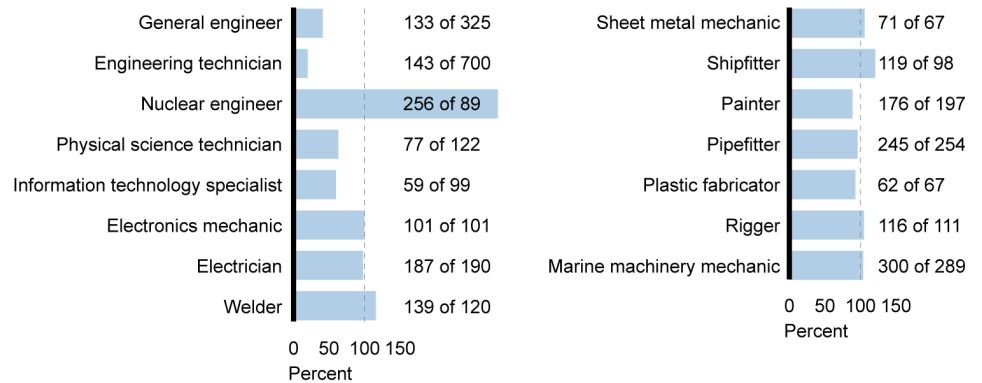 General engineer 133 of 325
Engineering technician 143 of 700
Nuclear engineer 256 of 89
Physical science technician 77 of 122
Information technology specialist 59 of 99
Electronics mechanic 101 of 101
Electrician 187 of 190
Welder 139 of 120
0 50 100 150
Percent
Sheet metal mechanic 71 of 67
Shipfitter 119 of 98
Painter 176 of 197
Pipefitter 245 of 254
Plastic fabricator 62 of 67
Rigger 116 of 111
Marine machinery mechanic 300 of 289
0 50 100 150
Percent